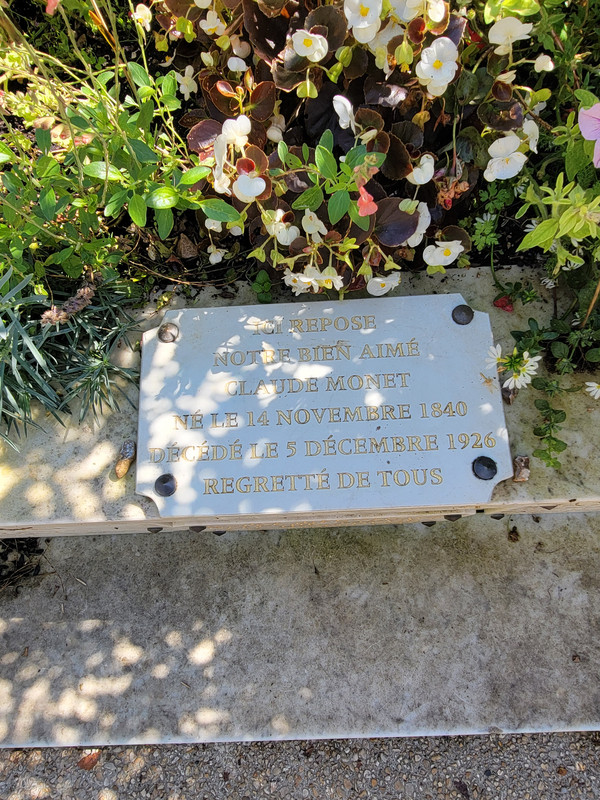 ICI REPOSE
NOTRE BIEN AIMÉ
CLAUDE MONET
NÉ LE 14 NOVEMBRE 1840
DÉCÉDÉ LE 5 DÉCEMBRE 1926
REGRETTÉ DE TOUS